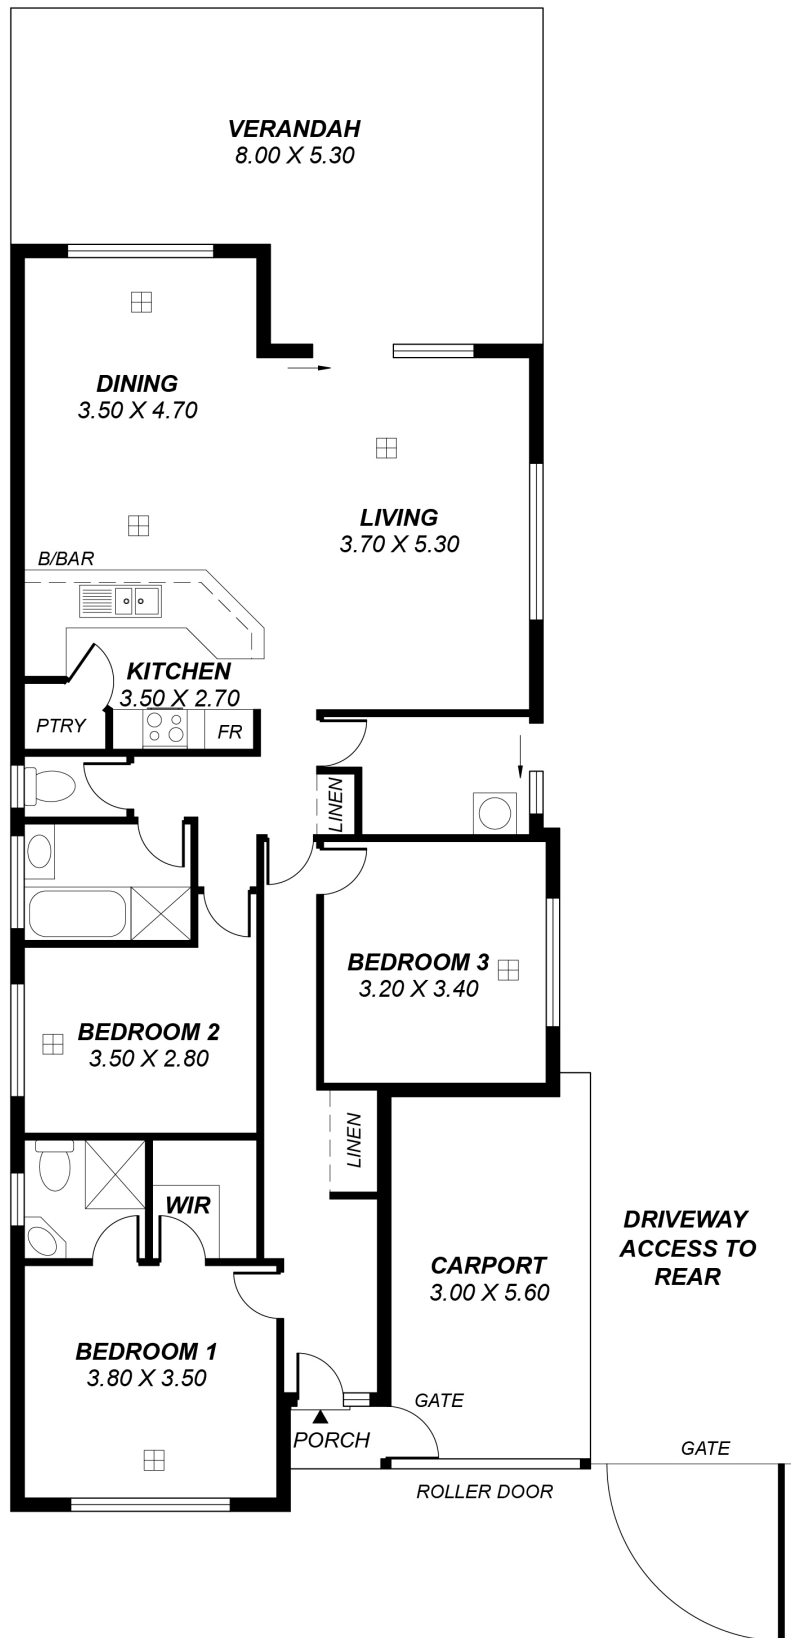 VERANDAH
8.00 X 5.30
DINING
3.50 X 4.70
LIVING
3.70 X 5.30
B/BAR
KITCHEN
3.50 X 2.70
PTRY
FR
LINEN
BEDROOM 3
3.20 X 3.40
BEDROOM 2
3.50 X 2.80
LINEN
WIR
DRIVEWAY
ACCESS TO
REAR
CARPORT
3.00 X 5.60
BEDROOM 1
3.80 X 3.50
GATE
PORCH
GATE
ROLLER DOOR